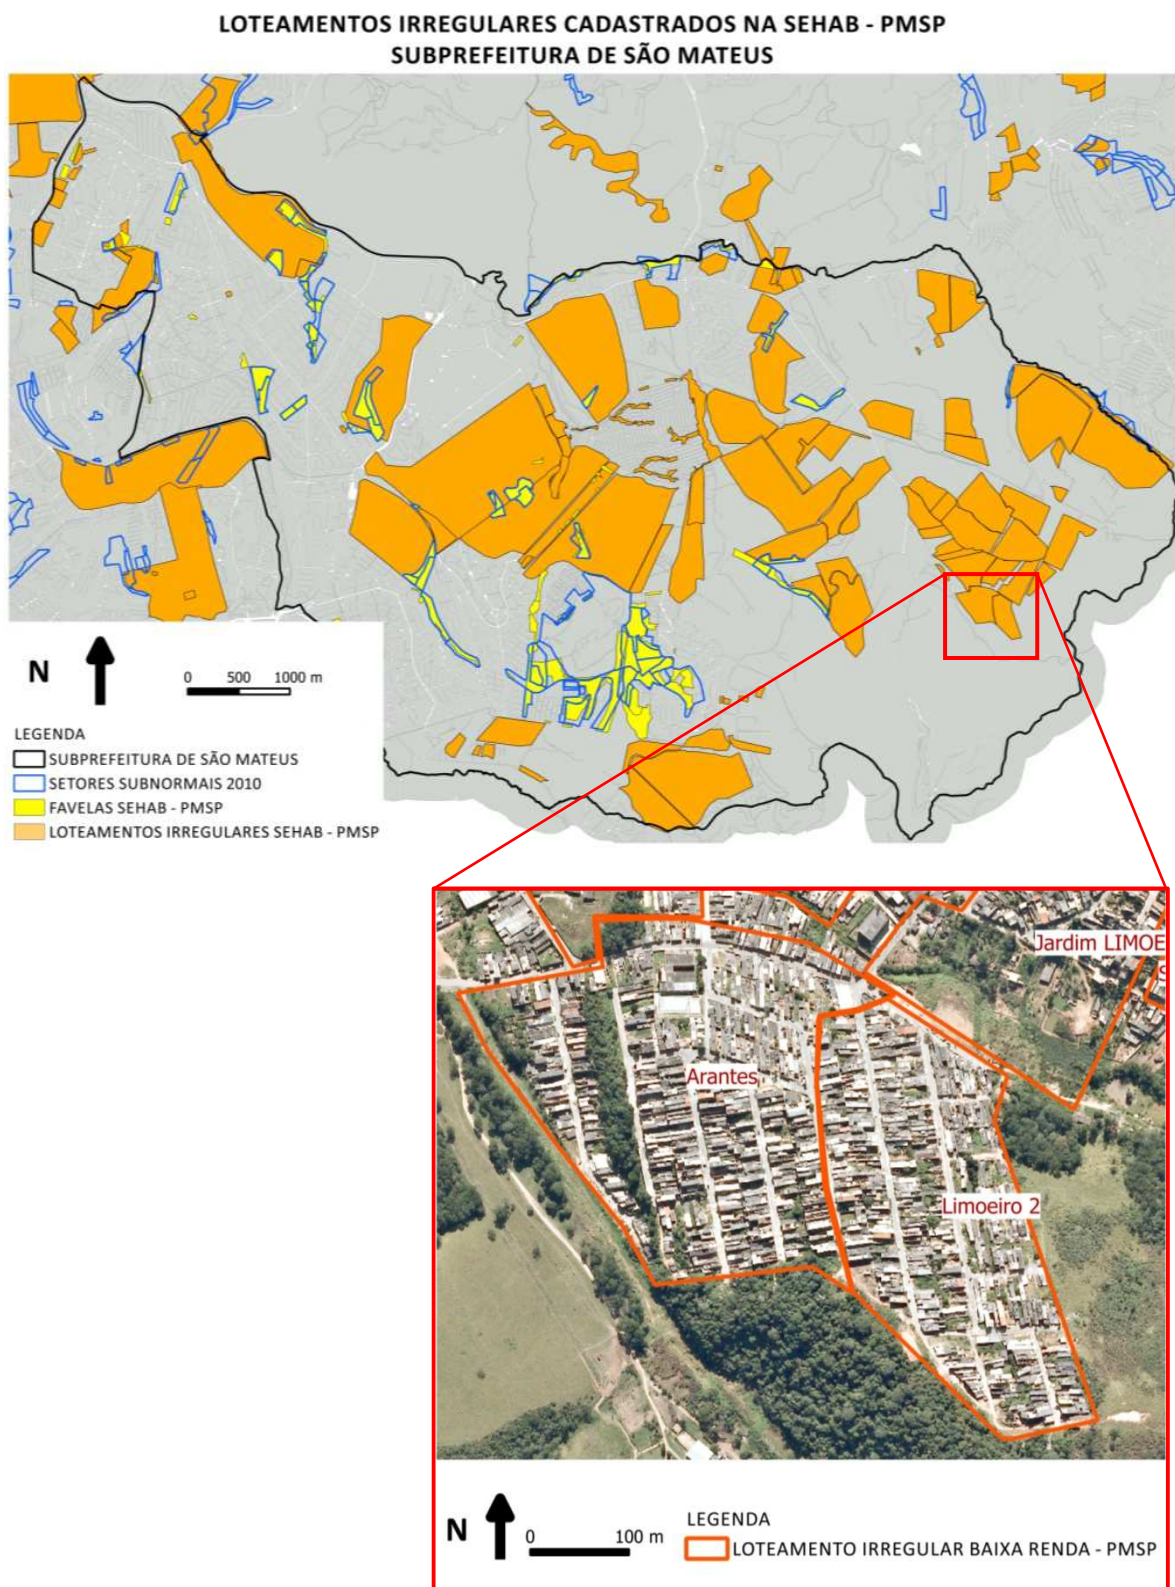 LOTEAMENTOS IRREGULARES CADASTRADOS NA SEHAB - PMSP
SUBPREFEITURA DE SÃO MATEUS
N
0 500 1000 m
LEGENDA
SUBPREFEITURA DE SÃO MATEUS
SETORES SUBNORMAIS 2010
FAVELAS SEHAB - PMSP
LOTEAMENTOS IRREGULARES SEHAB - PMSP
Jardim LIMOE
S
Arantes
Limoeiro 2
N
0 100 m
LEGENDA
LOTEAMENTO IRREGULAR BAIXA RENDA - PMSP